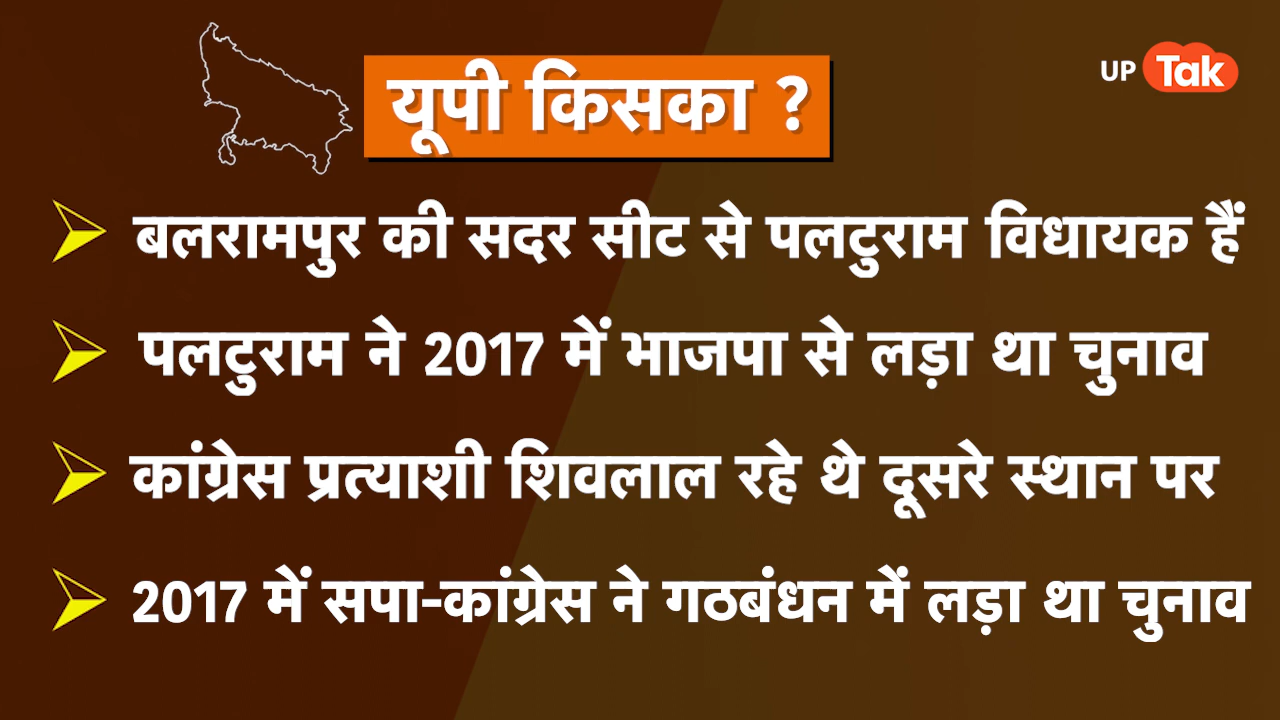 यूपी किसका ?
UP Tak
बलरामपुर की सदर सीट से पलटुराम विधायक हैं
पलटुराम ने 2017 में भाजपा से लड़ा था चुनाव
कांग्रेस प्रत्याशी शिवलाल रहे थे दूसरे स्थान पर
2017 में सपा-कांग्रेस ने गठबंधन में लड़ा था चुनाव